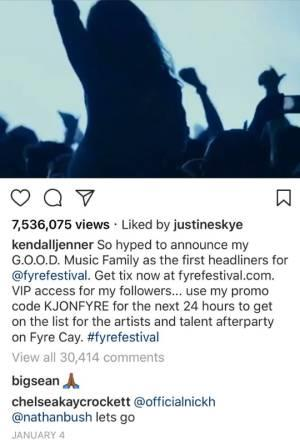 7,536,075 views · Liked by justineskye
kendalljenner So hyped to announce my
G.O.O.D. Music Family as the first headliners for
@fyrefestival. Get tix now at fyrefestival.com.
VIP access for my followers... use my promo
code KJONFYRE for the next 24 hours to get
on the list for the artists and talent afterparty
on Fyre Cay. #fyrefestival
View all 30,414 comments
bigsean 🙏🏾
chelseakaycrockett @officialnickh
@nathanbush lets go
JANUARY 4